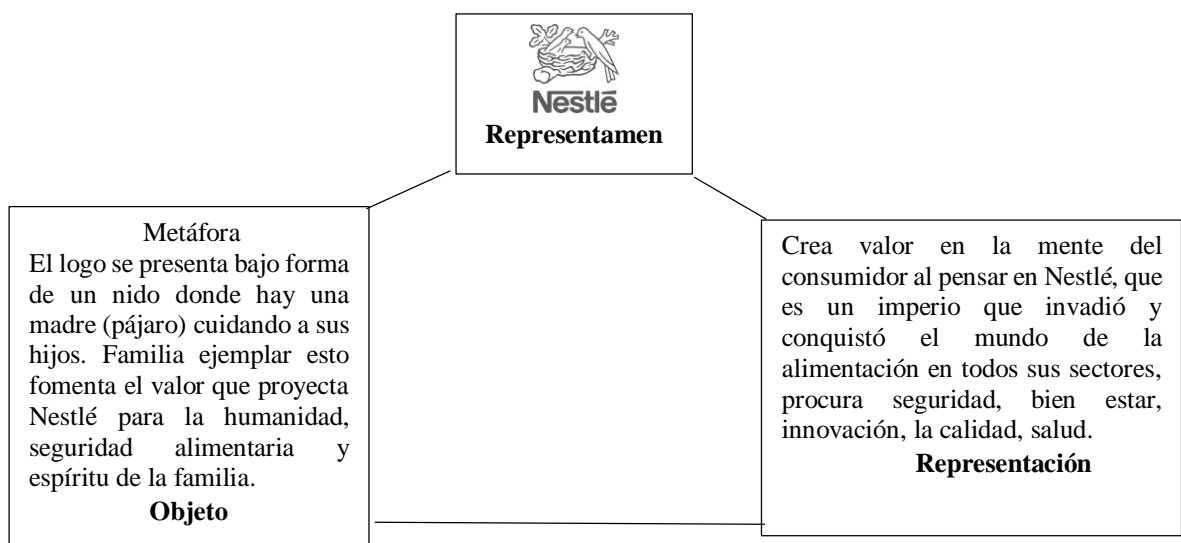 Nestlé
Representamen
Metáfora
El logo se presenta bajo forma
de un nido donde hay una
madre (pájaro) cuidando a sus
hijos. Familia ejemplar esto
fomenta el valor que proyecta
Nestlé para la humanidad,
seguridad alimentaria y
espíritu de la familia.
Objeto
Crea valor en la mente del
consumidor al pensar en Nestlé, que
es un imperio que invadió y
conquistó el mundo de la
alimentación en todos sus sectores,
procura seguridad, bien estar,
innovación, la calidad, salud.
Representación